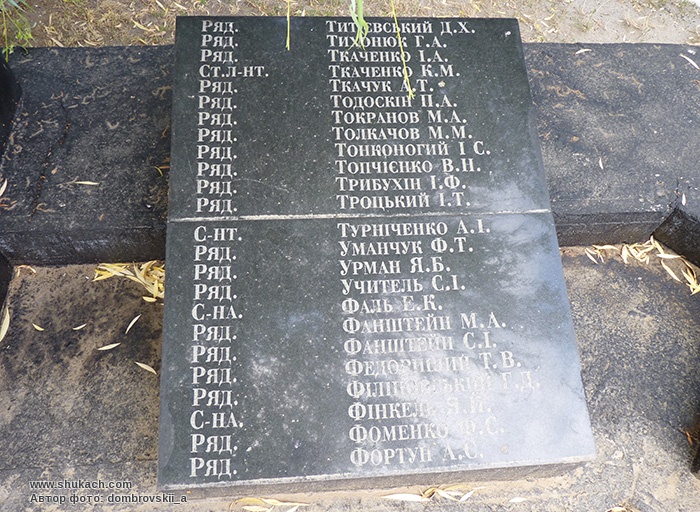 Ряд. Титаєвський Д.Х.
Ряд. Тихонюк Г.А.
Ряд. Ткаченко І.А.
Ст.л-нт. Ткаченко К.М.
Ряд. Ткачук А.Т.
Ряд. Тодоскін П.А.
Ряд. Токранов М.А.
Ряд. Толкачов М.М.
Ряд. Тонконогий І С.
Ряд. Топчієнко В.Н.
Ряд. Трибухін І.Ф.
Ряд. Троцький І.Т.
С-нт. Турніченко А.І.
Ряд. Уманчук Ф.Т.
Ряд. Урман Я.Б.
Ряд. Учитель С.І.
С-на. Фаль Е.К.
Ряд. Фанштейн М.А.
Ряд. Фанштейн С.І.
Ряд. Т.В.
Ряд. Г.Д.
С-на. Фінкель Я.Й.
Ряд. Фоменко Ю.С.
Ряд. Фортун А.С.
www.shukach.com
Автор фото: dombrovskii_a